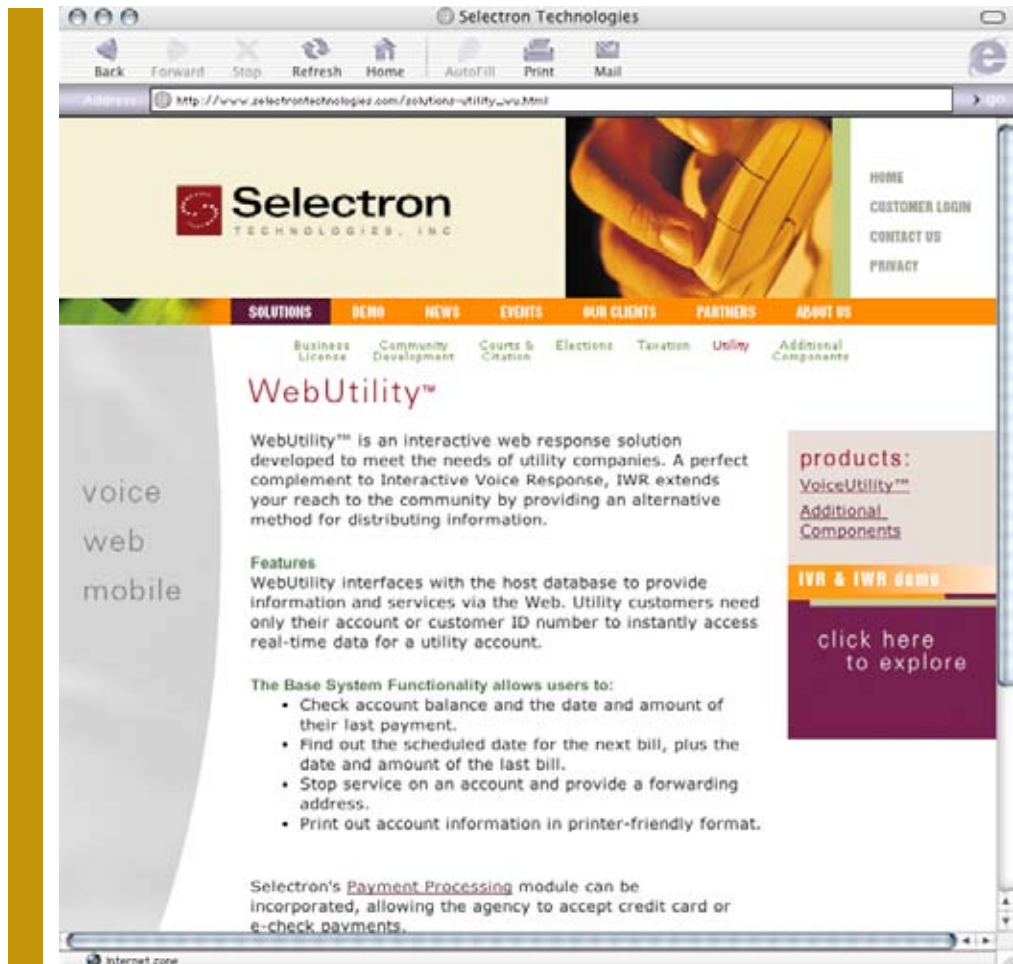 Selectron Technologies
Back Forward Stop Refresh Home AutoFill Print Mail
Address http://www.selectrontechnologies.com/solutions-utility_wu.html go
Selectron
TECHNOLOGIES, INC
HOME
CUSTOMER LOGIN
CONTACT US
PRIVACY
SOLUTIONS DEMO NEWS EVENTS OUR CLIENTS PARTNERS ABOUT US
Business License Community Development Courts & Citation Elections Taxation Utility Additional Components
WebUtility™
WebUtility™ is an interactive web response solution
developed to meet the needs of utility companies. A perfect
complement to Interactive Voice Response, IWR extends
your reach to the community by providing an alternative
method for distributing information.
Features
WebUtility interfaces with the host database to provide
information and services via the Web. Utility customers need
only their account or customer ID number to instantly access
real-time data for a utility account.
The Base System Functionality allows users to:
• Check account balance and the date and amount of
their last payment.
• Find out the scheduled date for the next bill, plus the
date and amount of the last bill.
• Stop service on an account and provide a forwarding
address.
• Print out account information in printer-friendly format.
Selectron's Payment Processing module can be
incorporated, allowing the agency to accept credit card or
e-check payments.
voice
web
mobile
products:
VoiceUtility™
Additional
Components
IVR & IWR demo
click here
to explore
Internet zone